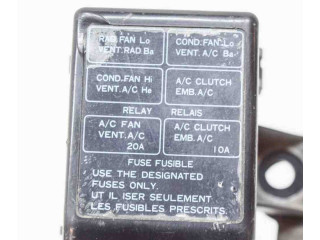 RAD.FAN Lo
VENT.RAD Ba
COND.FAN Lo
VENT. A/C Ba
COND.FAN Hi
VENT.A/C He
A/C CLUTCH
EMB.A/C
RELAY RELAIS
A/C FAN
VENT.A/C
20A
A/C CLUTCH
EMB.A/C
10A
FUSE FUSIBLE
USE THE DESIGNATED
FUSES ONLY.
UT IL ISER SEULEMENT
LES FUSIBLES PRESCRITS.